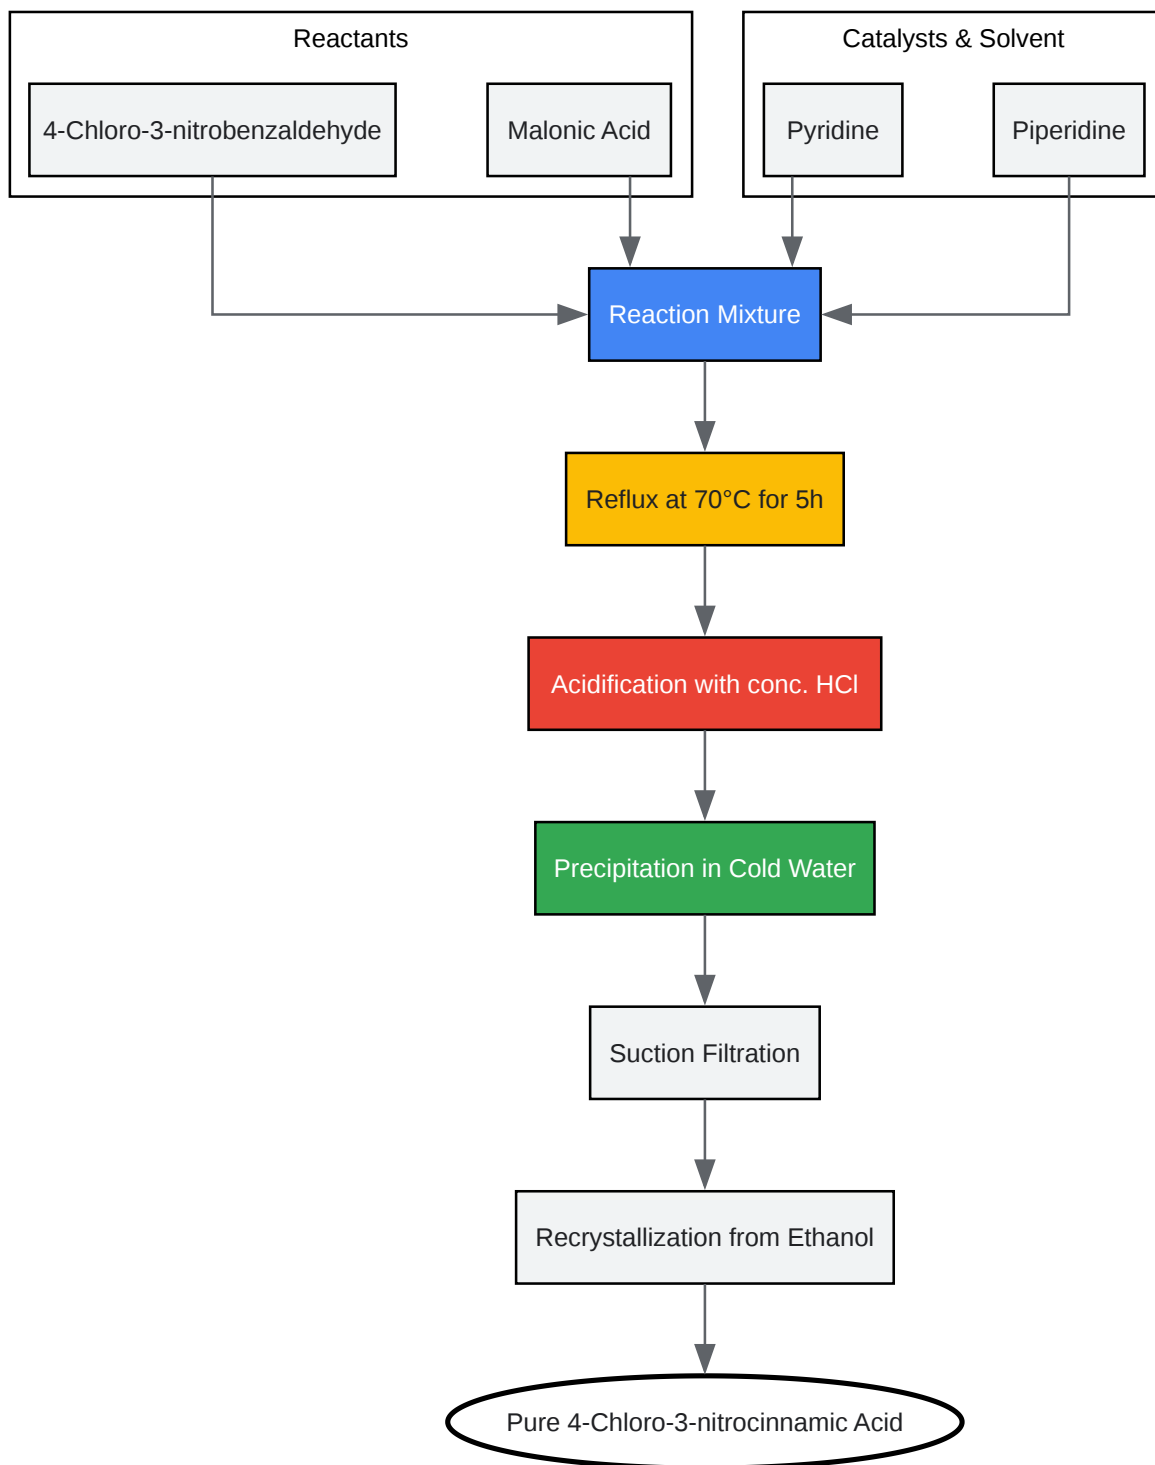 Reactants
Catalysts & Solvent
4-Chloro-3-nitrobenzaldehyde
Malonic Acid
Pyridine
Piperidine
Reaction Mixture
Reflux at 70°C for 5h
Acidification with conc. HCl
Precipitation in Cold Water
Suction Filtration
Recrystallization from Ethanol
Pure 4-Chloro-3-nitrocinnamic Acid